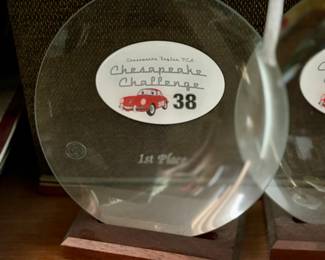 Chesapeake Region PCA
Chesapeake
Challenge
38
1st Place